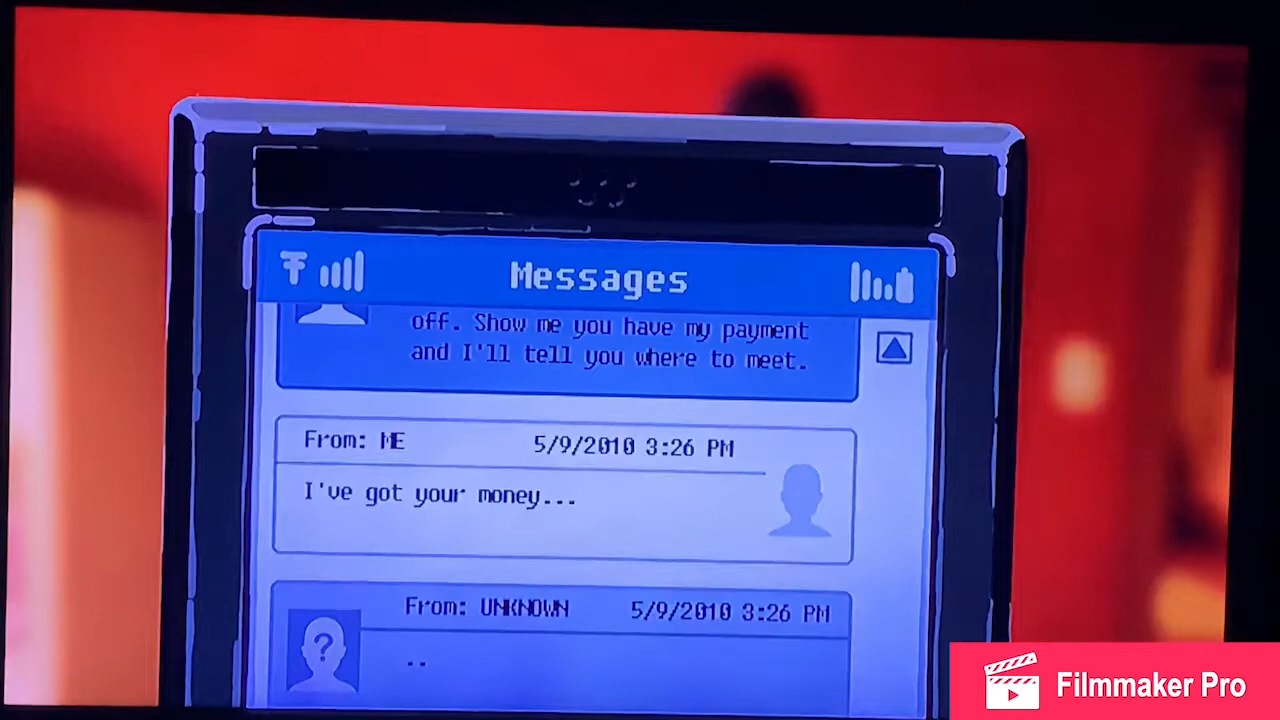 Messages
off. Show me you have my payment
and I'll tell you where to meet.
From: ME 5/9/2010 3:26 PM
I've got your money...
From: UNKNOWN 5/9/2010 3:26 PM
..
Filmmaker Pro